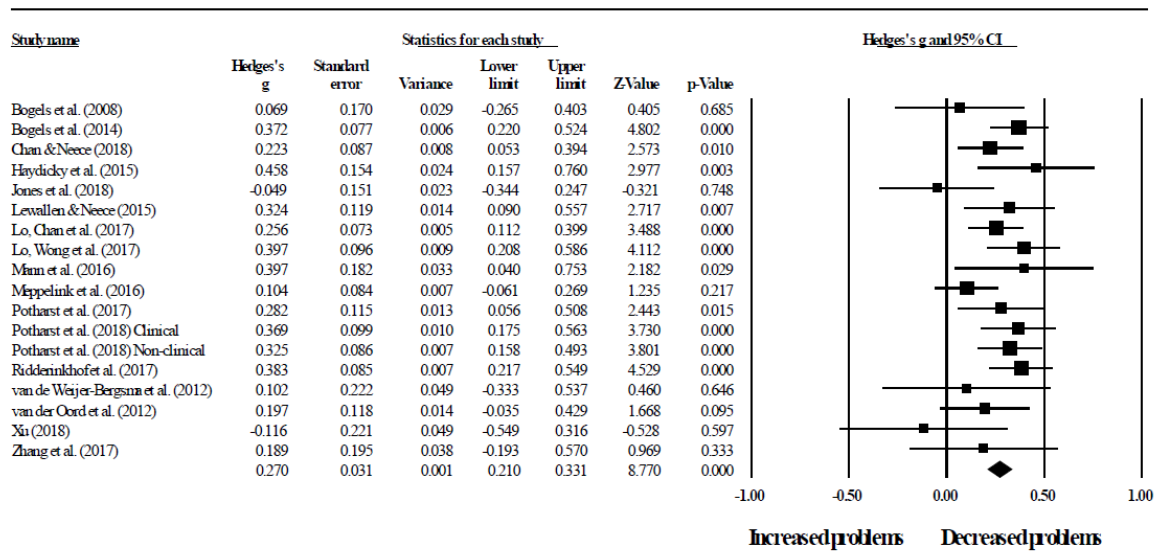 Study name Statistics for each study Hedges's g and 95% CI
Hedges's Standard Lower Upper
g error Variance limit limit Z-Value p-Value
Bogels et al. (2008) 0.069 0.170 0.029 -0.265 0.403 0.405 0.685
Bogels et al. (2014) 0.372 0.077 0.006 0.220 0.524 4.802 0.000
Chan & Neece (2018) 0.223 0.087 0.008 0.053 0.394 2.573 0.010
Haydicky et al. (2015) 0.458 0.154 0.024 0.157 0.760 2.977 0.003
Jones et al. (2018) -0.049 0.151 0.023 -0.344 0.247 -0.321 0.748
Lewallen & Neece (2015) 0.324 0.119 0.014 0.090 0.557 2.717 0.007
Lo, Chan et al. (2017) 0.256 0.073 0.005 0.112 0.399 3.488 0.000
Lo, Wong et al. (2017) 0.397 0.096 0.009 0.208 0.586 4.112 0.000
Mann et al. (2016) 0.397 0.182 0.033 0.040 0.753 2.182 0.029
Meppelink et al. (2016) 0.104 0.084 0.007 -0.061 0.269 1.235 0.217
Potharst et al. (2017) 0.282 0.115 0.013 0.056 0.508 2.443 0.015
Potharst et al. (2018) Clinical 0.369 0.099 0.010 0.175 0.563 3.730 0.000
Potharst et al. (2018) Non-clinical 0.325 0.086 0.007 0.158 0.493 3.801 0.000
Ridderinkhof et al. (2017) 0.383 0.085 0.007 0.217 0.549 4.529 0.000
van de Weijer-Bergsma et al. (2012) 0.102 0.222 0.049 -0.333 0.537 0.460 0.646
van der Oord et al. (2012) 0.197 0.118 0.014 -0.035 0.429 1.668 0.095
Xu (2018) -0.116 0.221 0.049 -0.549 0.316 -0.528 0.597
Zhang et al. (2017) 0.189 0.195 0.038 -0.193 0.570 0.969 0.333
0.270 0.031 0.001 0.210 0.331 8.770 0.000
-1.00 -0.50 0.00 0.50 1.00
Increased problems Decreased problems